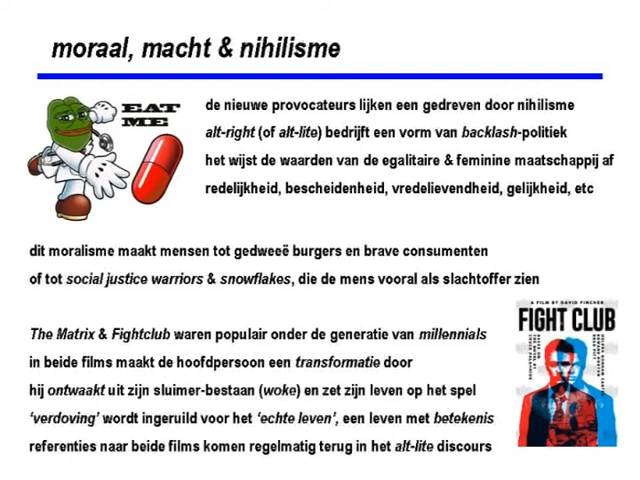 moraal, macht & nihilisme
EAT
ME
de nieuwe provocateurs lijken een gedreven door nihilisme
alt-right (of alt-lite) bedrijft een vorm van backlash-politiek
het wijst de waarden van de egalitaire & feminine maatschappij af
redelijkheid, bescheidenheid, vredelievendheid, gelijkheid, etc
dit moralisme maakt mensen tot gedweeë burgers en brave consumenten
of tot social justice warriors & snowflakes, die de mens vooral als slachtoffer zien
The Matrix & Fightclub waren populair onder de generatie van millennials
in beide films maakt de hoofdpersoon een transformatie door
hij ontwaakt uit zijn sluimer-bestaan (woke) en zet zijn leven op het spel
‘verdoving’ wordt ingeruild voor het ‘echte leven’, een leven met betekenis
referenties naar beide films komen regelmatig terug in het alt-lite discours
A FILM BY DAVID FINCHER
FIGHT CLUB